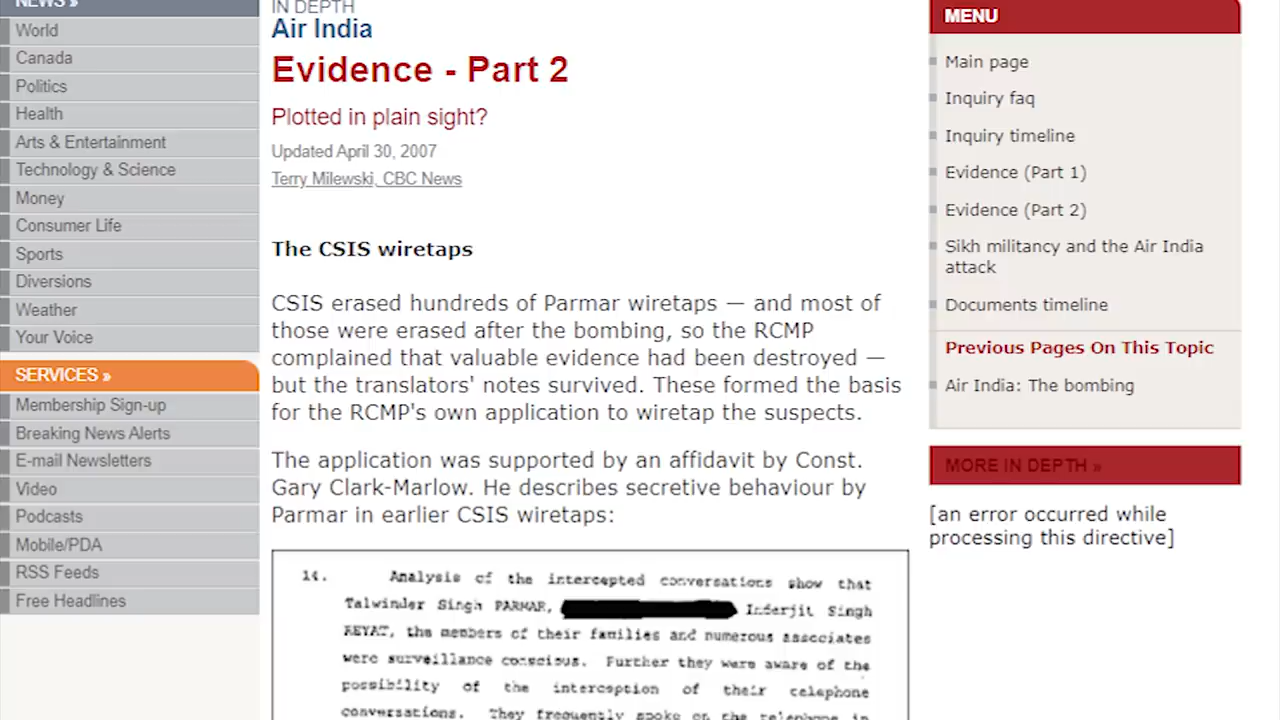 NEWS »
World
Canada
Politics
Health
Arts & Entertainment
Technology & Science
Money
Consumer Life
Sports
Diversions
Weather
Your Voice
SERVICES »
Membership Sign-up
Breaking News Alerts
E-mail Newsletters
Video
Podcasts
Mobile/PDA
RSS Feeds
Free Headlines
IN DEPTH
Air India
Evidence - Part 2
Plotted in plain sight?
Updated April 30, 2007
Terry Milewski, CBC News
The CSIS wiretaps
CSIS erased hundreds of Parmar wiretaps — and most of
those were erased after the bombing, so the RCMP
complained that valuable evidence had been destroyed —
but the translators' notes survived. These formed the basis
for the RCMP's own application to wiretap the suspects.
The application was supported by an affidavit by Const.
Gary Clark-Marlow. He describes secretive behaviour by
Parmar in earlier CSIS wiretaps:
14. Analysis of the intercepted conversations show that
Talwinder Singh PARMAR, Inderjit Singh
REYAT, the members of their families and numerous associates
were surveillance conscious. Further they were aware of the
possibility of the interception of their telephone
conversations. They frequently spoke on the telephone in
MENU
Main page
Inquiry faq
Inquiry timeline
Evidence (Part 1)
Evidence (Part 2)
Sikh militancy and the Air India
attack
Documents timeline
Previous Pages On This Topic
Air India: The bombing
MORE IN DEPTH »
[an error occurred while
processing this directive]